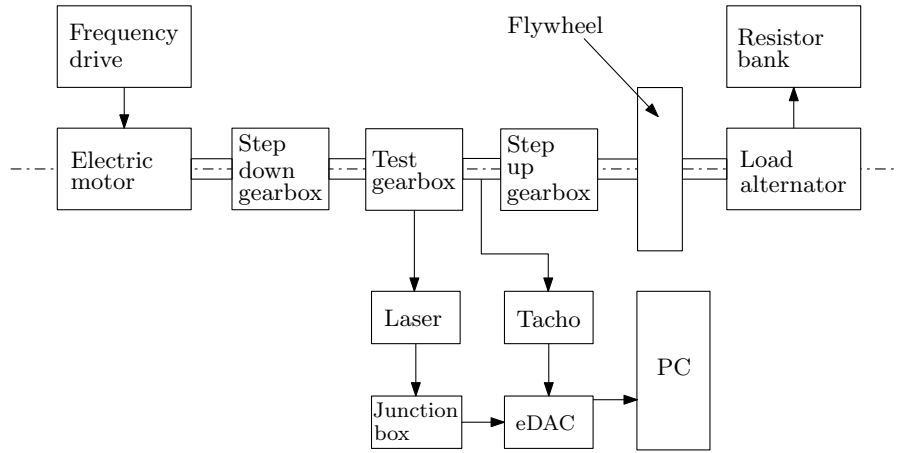 Frequency
drive
Flywheel
Resistor
bank
Electric
motor
Step
down
gearbox
Test
gearbox
Step
up
gearbox
Load
alternator
Laser
Tacho
PC
Junction
box
eDAC